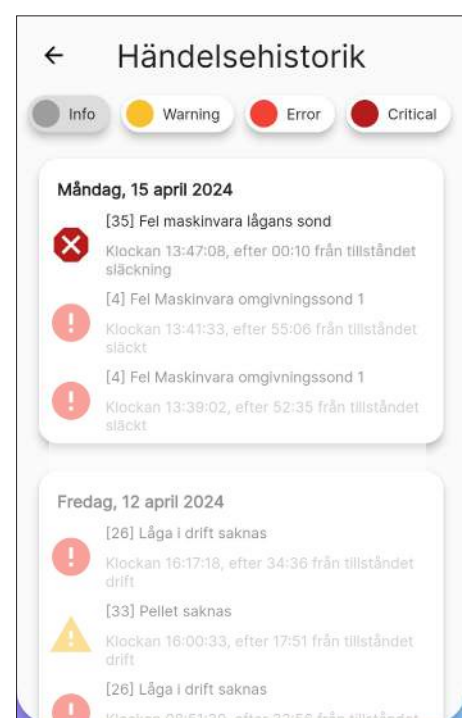 Händelsehistorik
Info Warning Error Critical
Måndag, 15 april 2024
[35] Fel maskinvara lågans sond
Klockan 13:47:08, efter 00:10 från tillståndet
släckning
[4] Fel Maskinvara omgivningssond 1
Klockan 13:41:33, efter 55:06 från tillståndet
släckt
[4] Fel Maskinvara omgivningssond 1
Klockan 13:39:02, efter 52:35 från tillståndet
släckt
Fredag, 12 april 2024
[26] Låga i drift saknas
Klockan 16:17:18, efter 34:36 från tillståndet
drift
[33] Pellet saknas
Klockan 16:00:33, efter 17:51 från tillståndet
drift
[26] Låga i drift saknas